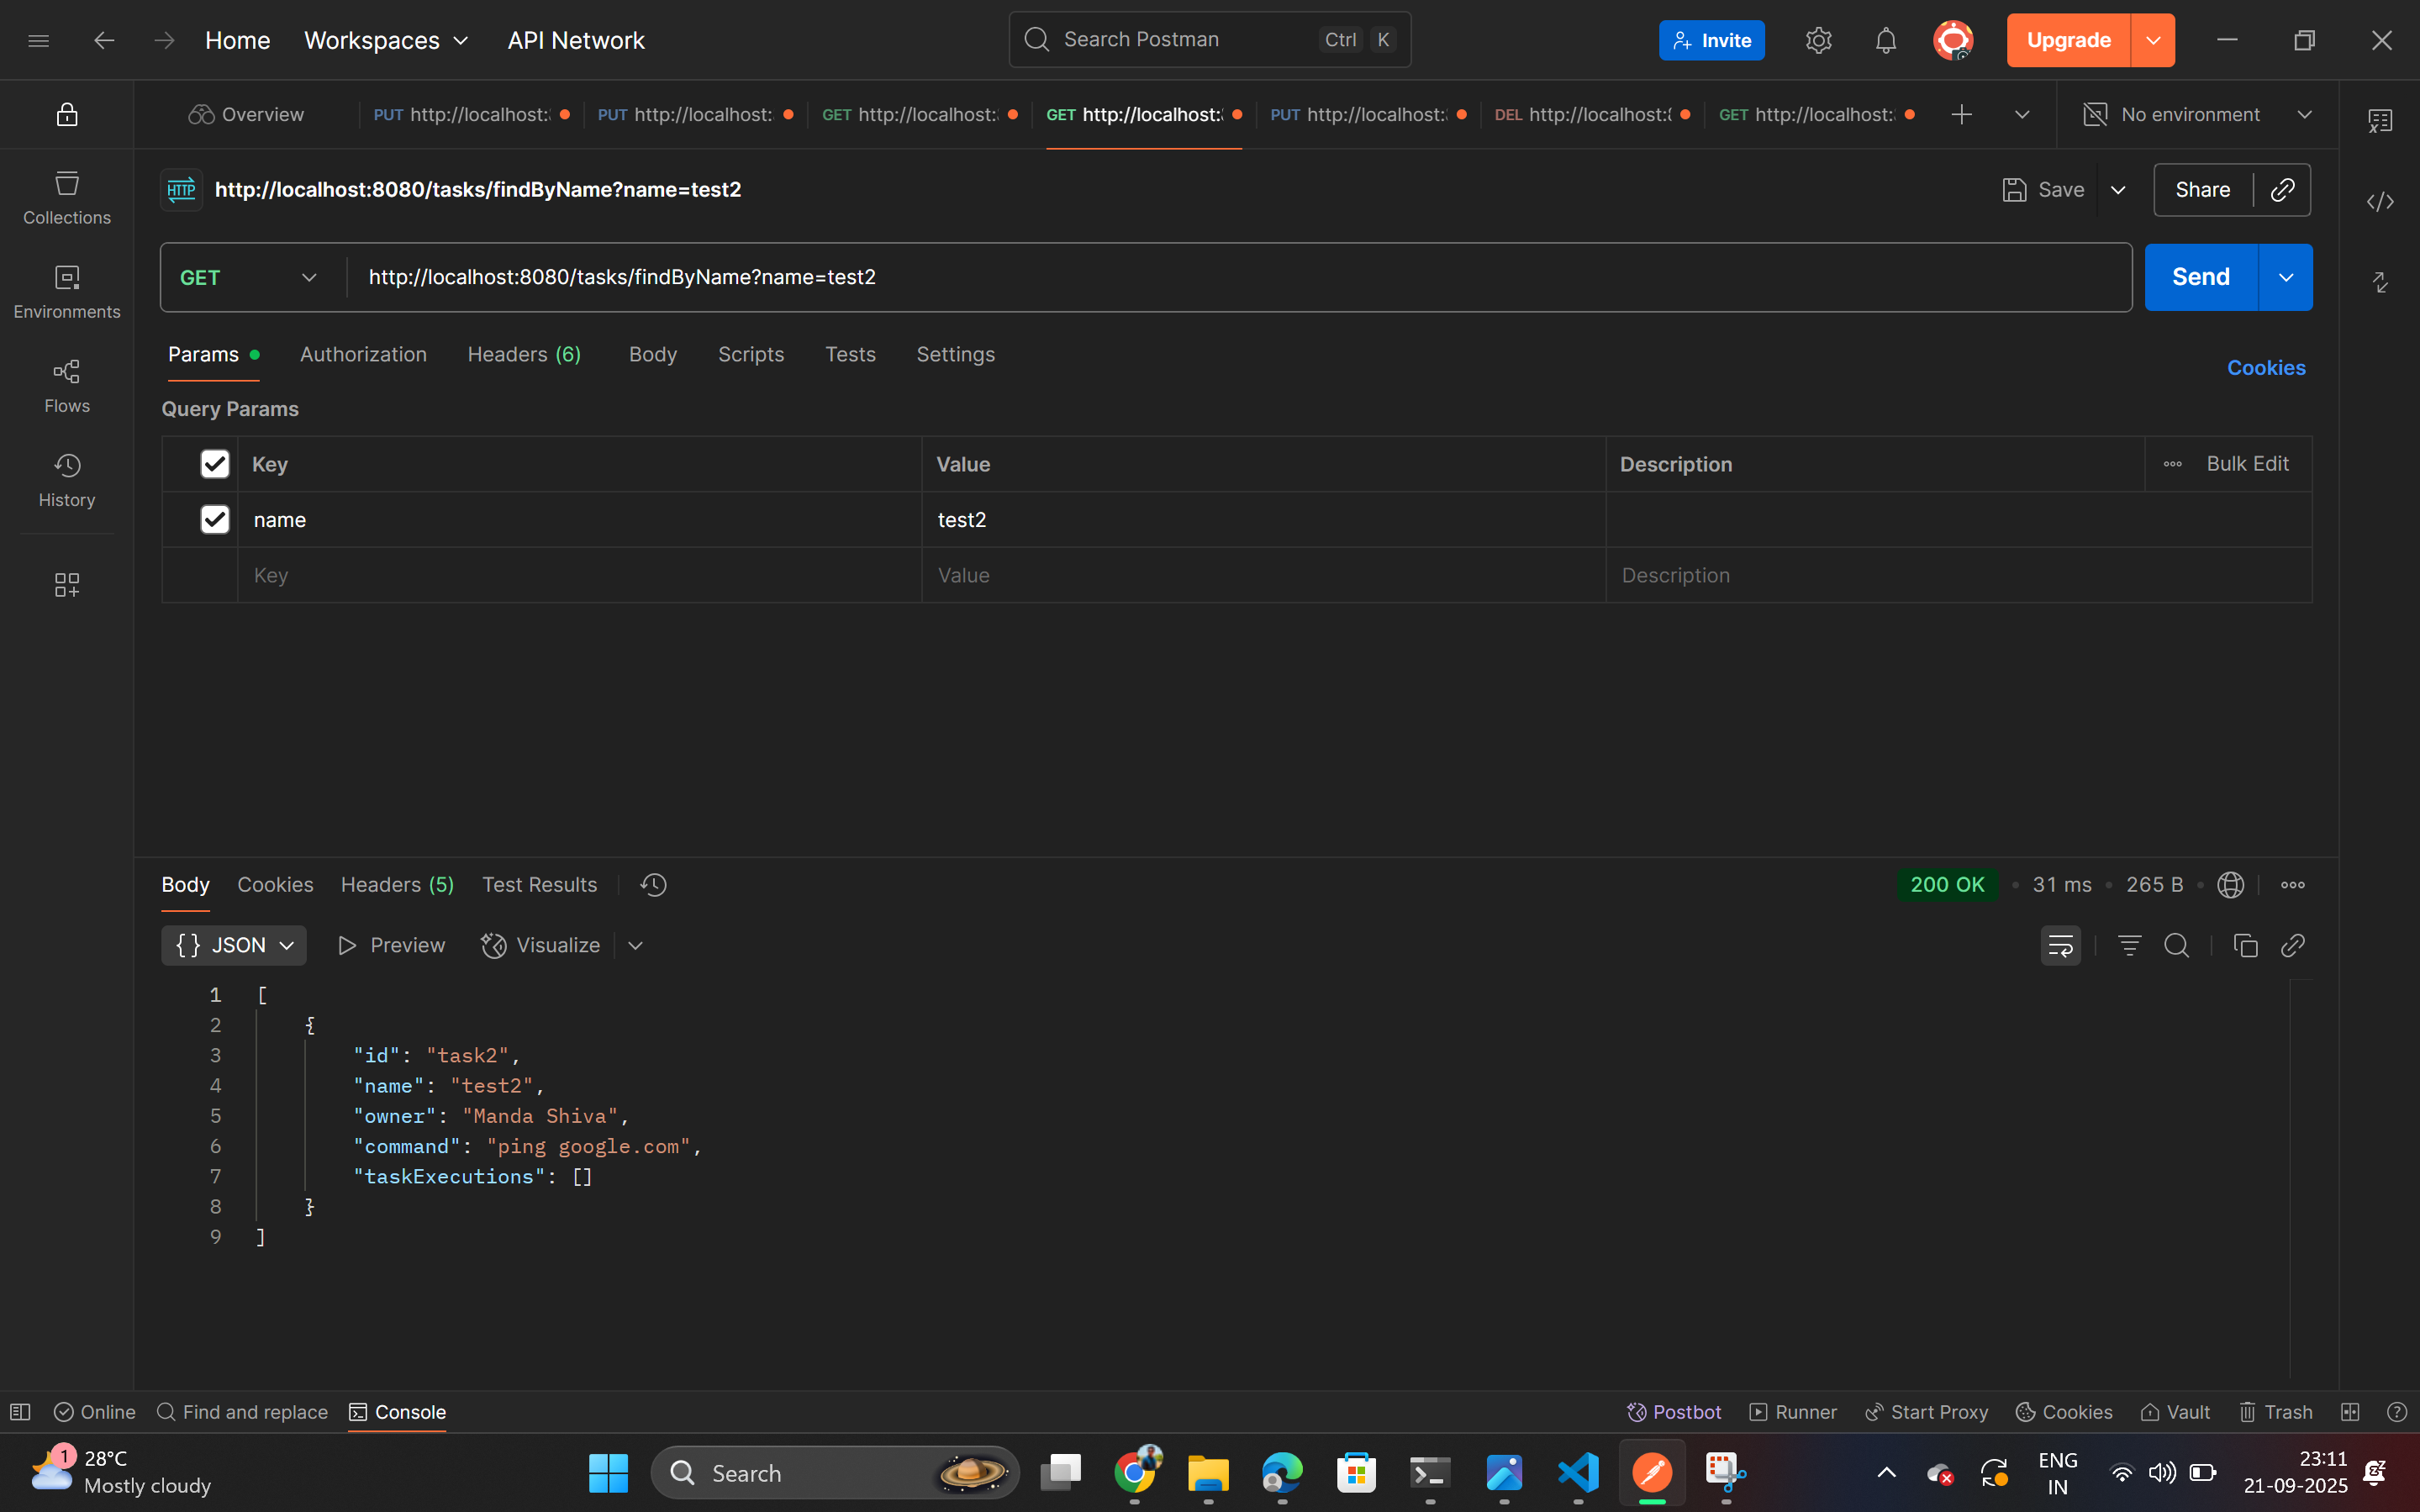 Home Workspaces API Network Search Postman Ctrl K Invite Upgrade
Overview PUT http://localhost: PUT http://localhost: GET http://localhost: GET http://localhost: PUT http://localhost: DEL http://localhost: GET http://localhost: No environment
HTTP http://localhost:8080/tasks/findByName?name=test2 Save Share
Collections
GET http://localhost:8080/tasks/findByName?name=test2 Send
Environments
Params Authorization Headers (6) Body Scripts Tests Settings Cookies
Flows
Query Params
Key Value Description Bulk Edit
History
name test2
Key Value Description
Body Cookies Headers (5) Test Results 200 OK 31 ms 265 B
{} JSON Preview Visualize
1 [
2 {
3 "id": "task2",
4 "name": "test2",
5 "owner": "Manda Shiva",
6 "command": "ping google.com",
7 "taskExecutions": []
8 }
9 ]
Online Find and replace Console Postbot Runner Start Proxy Cookies Vault Trash
1 28°C
Mostly cloudy
Search
ENG
IN
23:11
21-09-2025